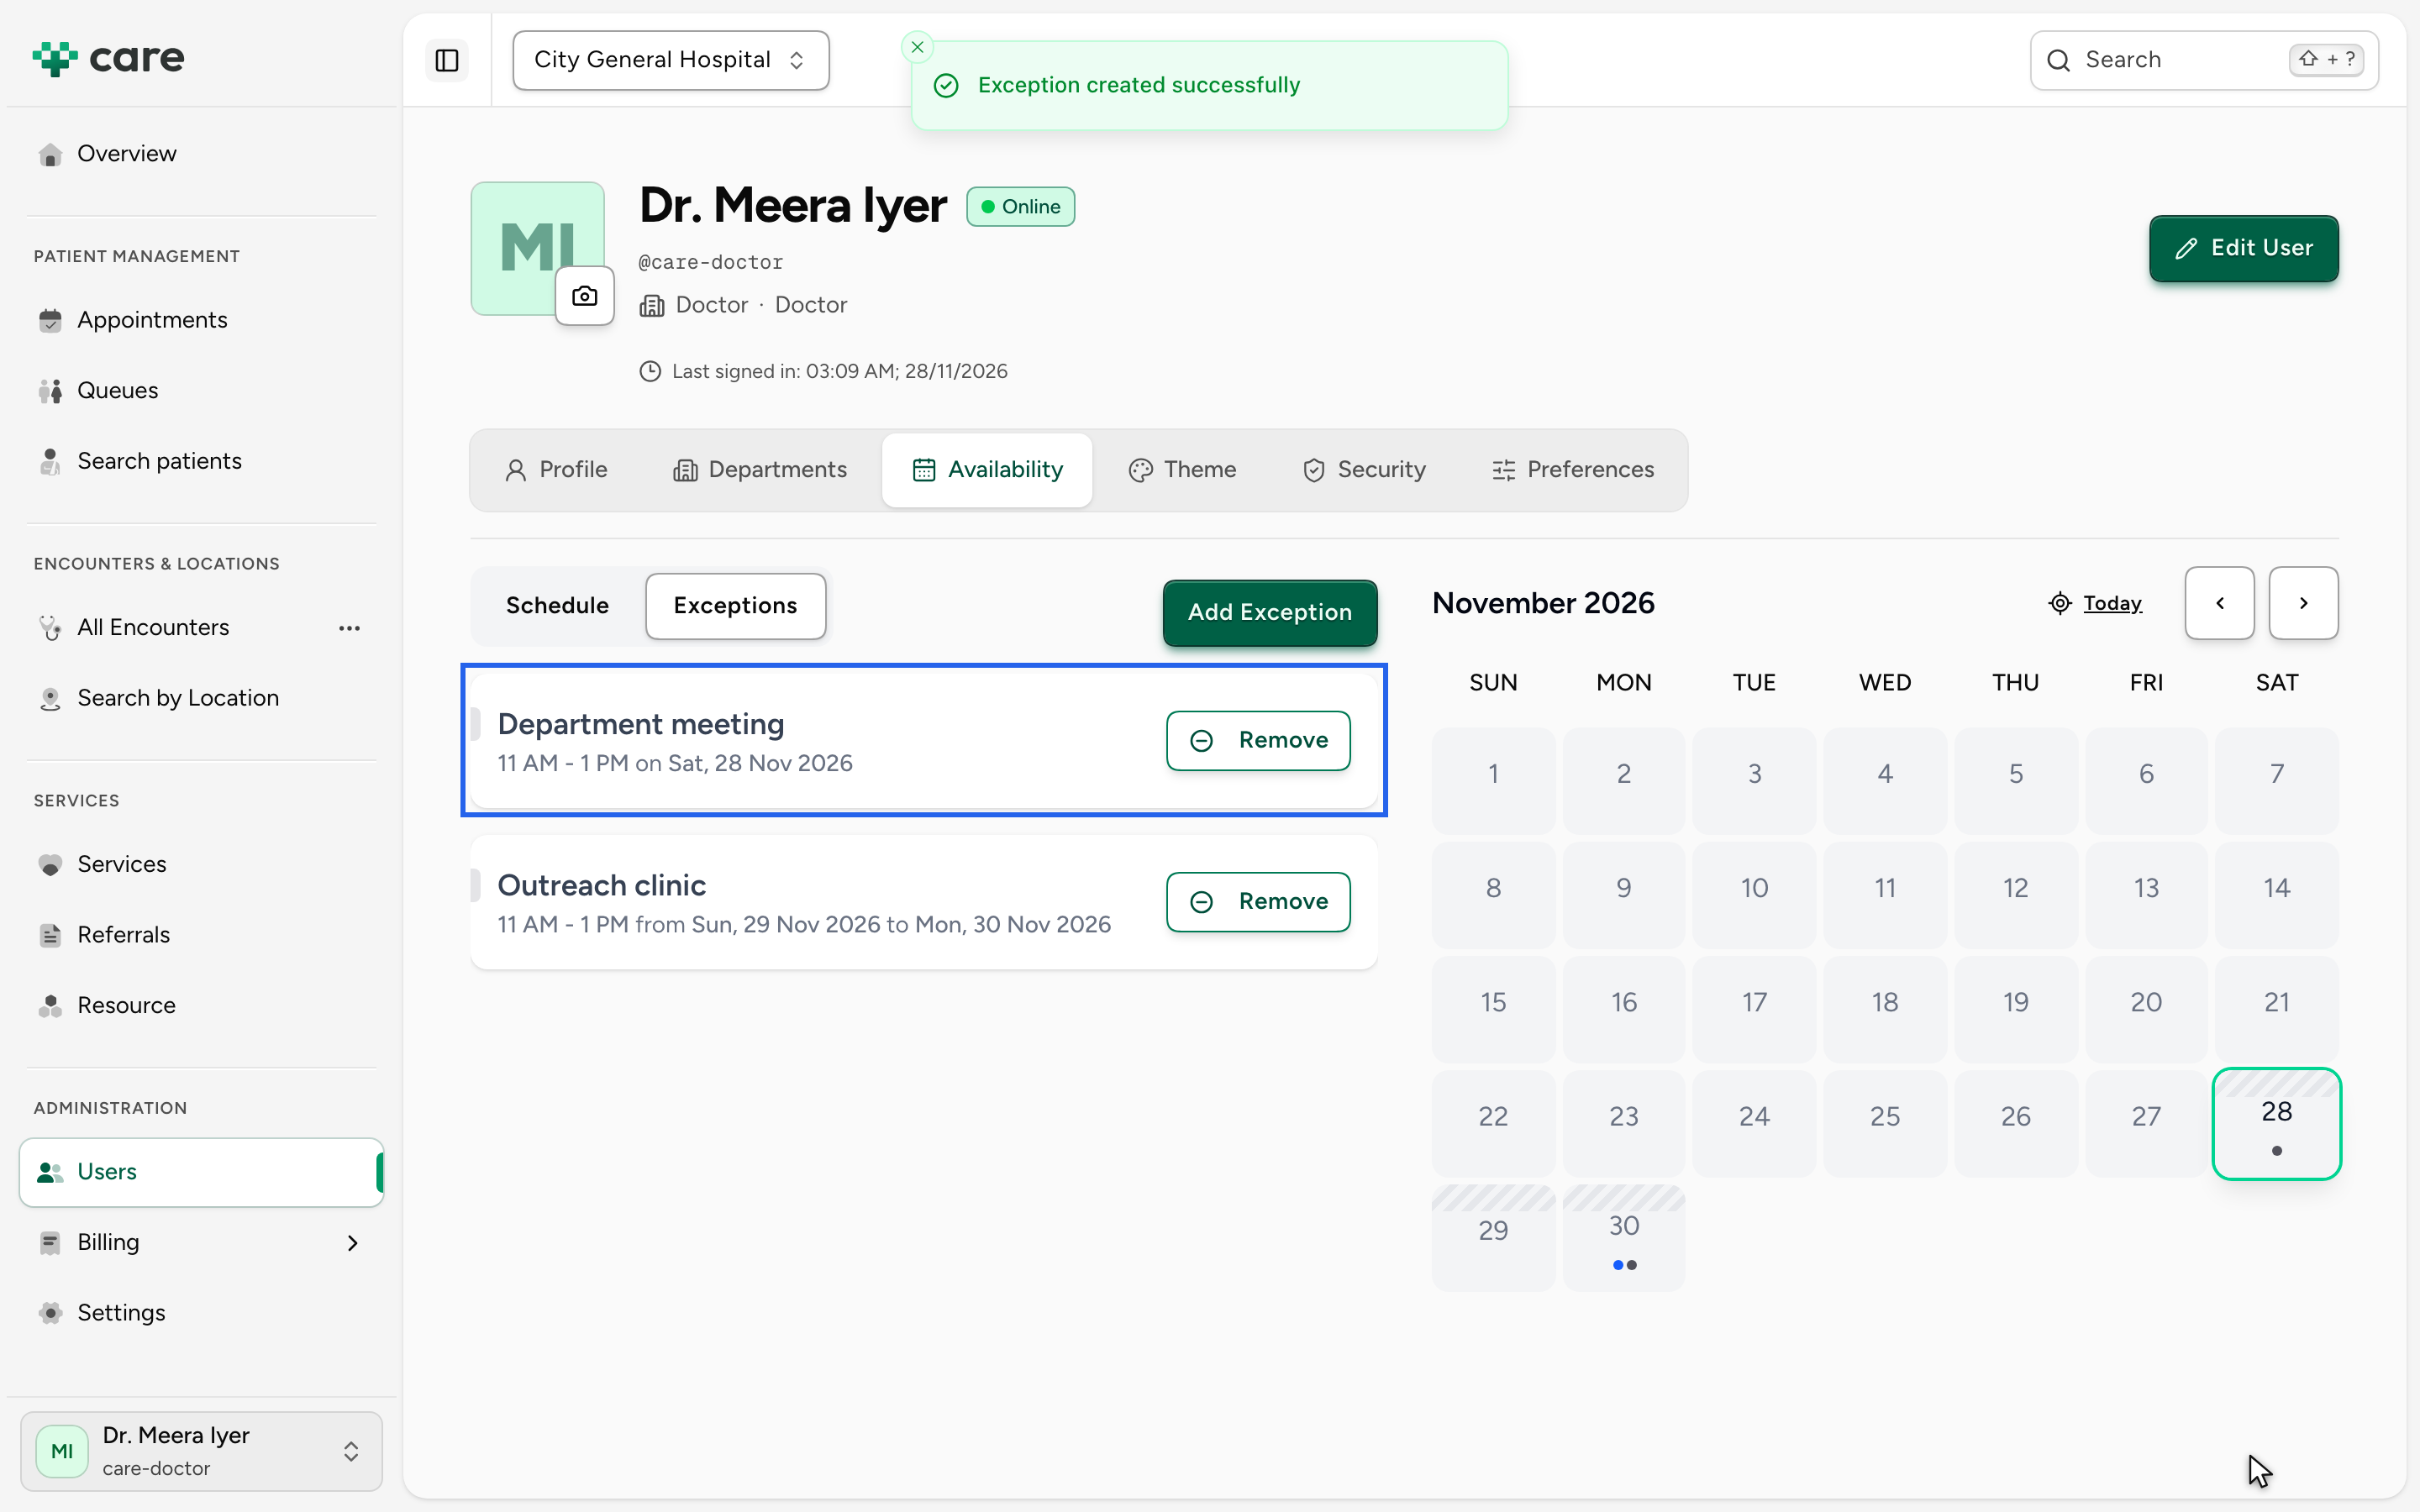 care
Overview
PATIENT MANAGEMENT
Appointments
Queues
Search patients
ENCOUNTERS & LOCATIONS
All Encounters
Search by Location
SERVICES
Services
Referrals
Resource
ADMINISTRATION
Users
Billing
Settings
MI
Dr. Meera Iyer
care-doctor
City General Hospital
Exception created successfully
Search
+ ?
MI
Dr. Meera Iyer
Online
@care-doctor
Doctor · Doctor
Last signed in: 03:09 AM; 28/11/2026
Edit User
Profile
Departments
Availability
Theme
Security
Preferences
Schedule
Exceptions
Add Exception
Department meeting
11 AM - 1 PM on Sat, 28 Nov 2026
Remove
Outreach clinic
11 AM - 1 PM from Sun, 29 Nov 2026 to Mon, 30 Nov 2026
Remove
November 2026
Today
SUN MON TUE WED THU FRI SAT
1 2 3 4 5 6 7
8 9 10 11 12 13 14
15 16 17 18 19 20 21
22 23 24 25 26 27 28
29 30